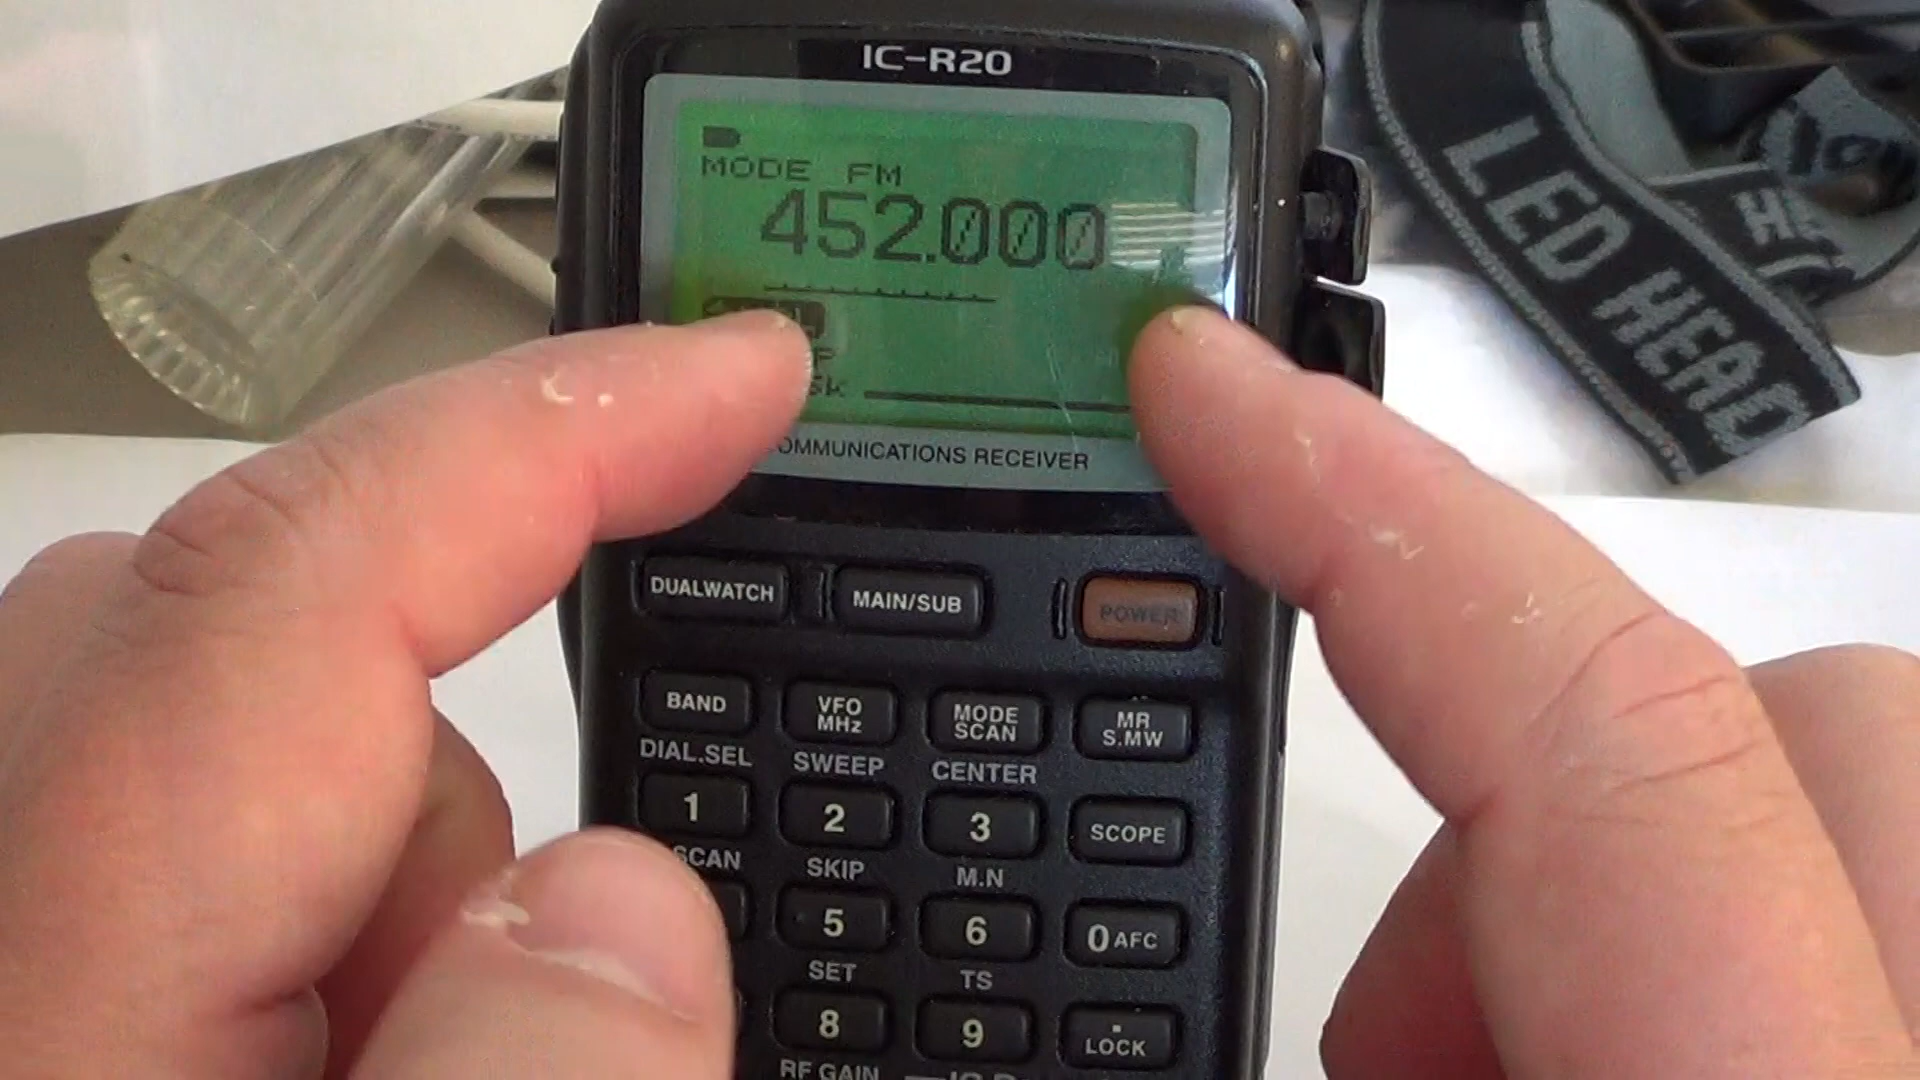 IC-R20
MODE FM
452.000
COMMUNICATIONS RECEIVER
DUALWATCH
MAIN/SUB
POWER
BAND
VFO
MHz
MODE
SCAN
MR
S.MW
DIAL.SEL
SWEEP
CENTER
1
2
3
SCOPE
SCAN
SKIP
M.N
5
6
0 AFC
SET
TS
8
9
.
LOCK
RF GAIN
LED HEAD